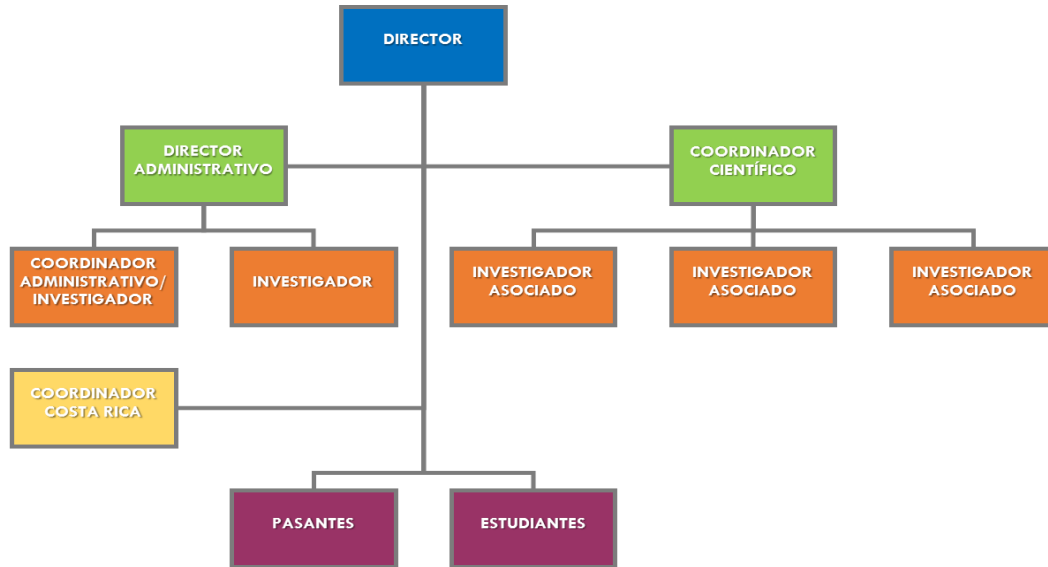 DIRECTOR
DIRECTOR
ADMINISTRATIVO
COORDINADOR
CIENTÍFICO
COORDINADOR
ADMINISTRATIVO/
INVESTIGADOR
INVESTIGADOR
INVESTIGADOR
ASOCIADO
INVESTIGADOR
ASOCIADO
INVESTIGADOR
ASOCIADO
COORDINADOR
COSTA RICA
PASANTES
ESTUDIANTES